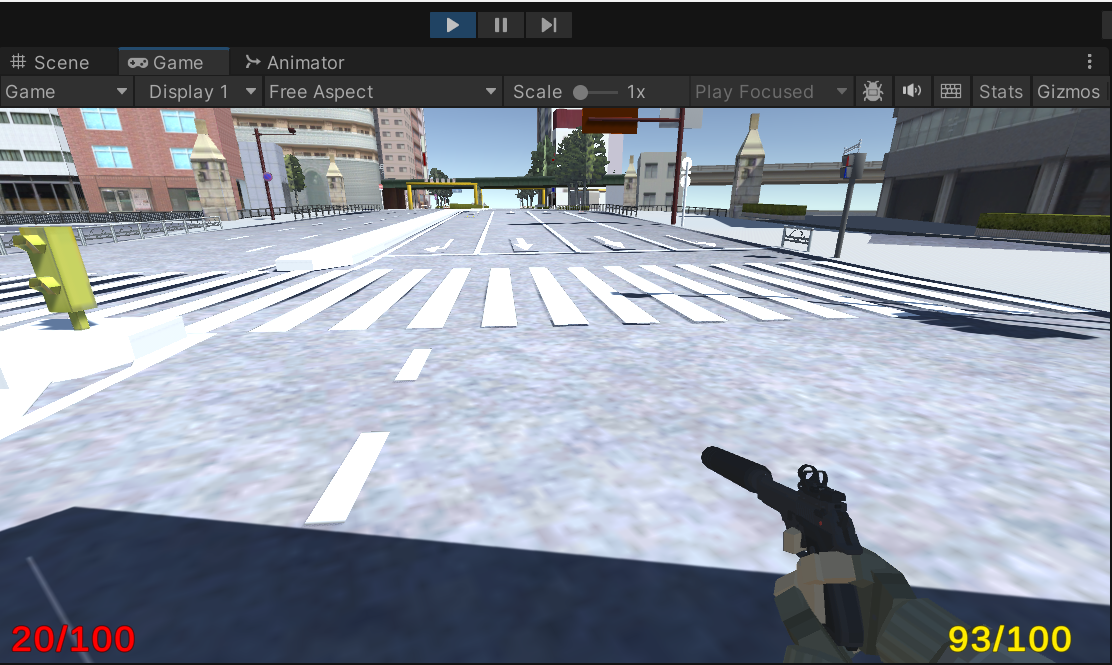 Scene Game Animator
Game Display 1 Free Aspect Scale 1x Play Focused Stats Gizmos
20/100 93/100